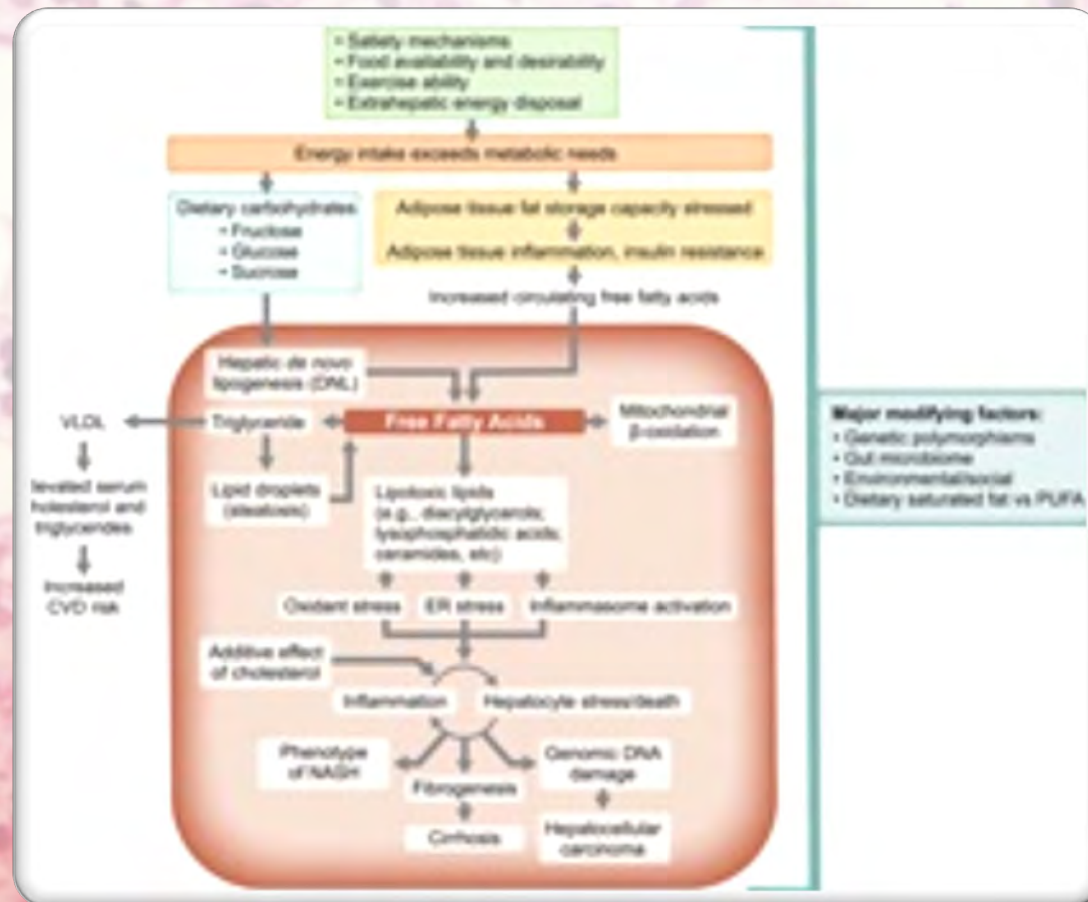 • Satiety mechanisms
• Food availability and desirability
• Exercise ability
• Extrahepatic energy disposal
Energy intake exceeds metabolic needs
Dietary carbohydrates
• Fructose
• Glucose
• Sucrose
Adipose tissue fat storage capacity stressed
Adipose tissue inflammation, insulin resistance
Increased circulating free fatty acids
Hepatic de novo
lipogenesis (DNL)
VLDL
Triglyceride
Free Fatty Acids
Mitochondrial
β-oxidation
levated serum
holesterol and
triglycerides
Increased
CVD risk
Lipid droplets
(steatosis)
Lipotoxic lipids
(e.g., diacylglycerols;
lysophosphatidic acids;
ceramides, etc)
Oxidant stress
ER stress
Inflammasome activation
Additive effect
of cholesterol
Inflammation
Hepatocyte stress/death
Phenotype
of NASH
Fibrogenesis
Cirrhosis
Genomic DNA
damage
Hepatocellular
carcinoma
Major modifying factors:
• Genetic polymorphisms
• Gut microbiome
• Environmental/social
• Dietary saturated fat vs PUFA